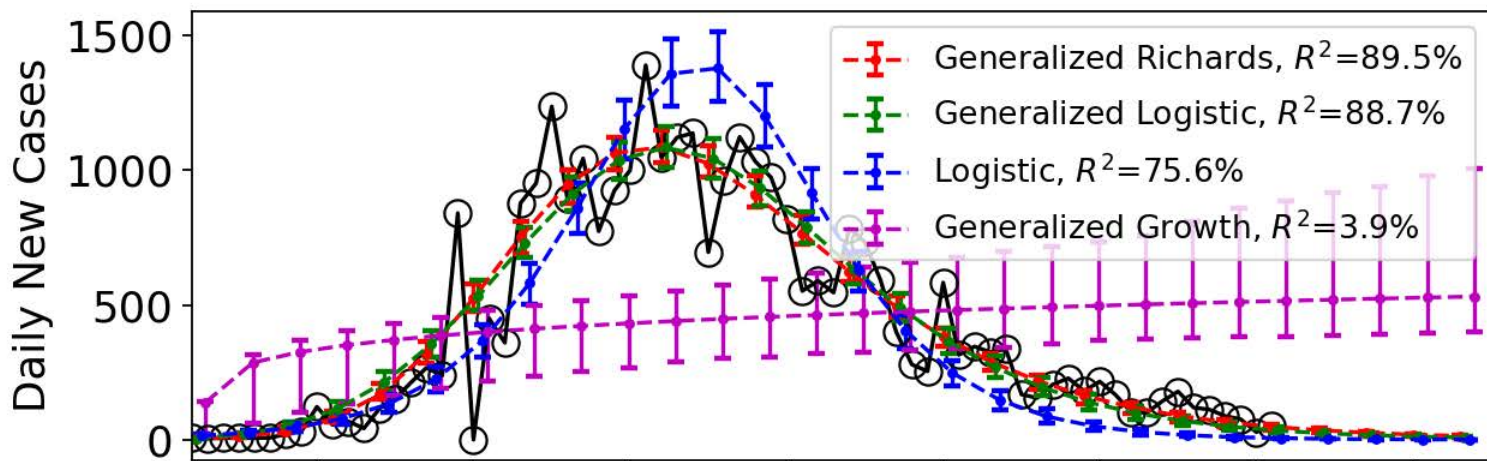 Daily New Cases
1500
1000
500
0
Generalized Richards, R²=89.5%
Generalized Logistic, R²=88.7%
Logistic, R²=75.6%
Generalized Growth, R²=3.9%